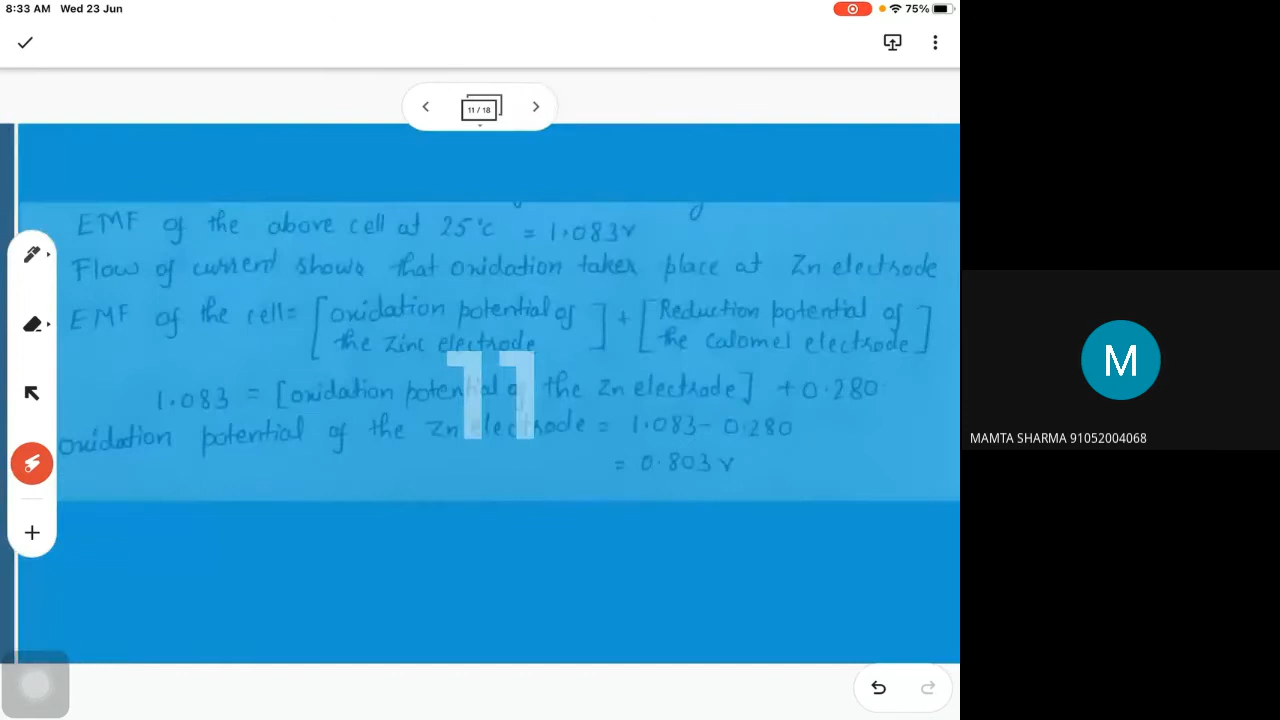 8:33 AM Wed 23 Jun
75%
11 / 18
EMF of the above cell at 25°C = 1.083V
Flow of current shows that oxidation takes place at Zn electrode
EMF of the cell= [oxidation potential of the zinc electrode] + [Reduction potential of the calomel electrode]
1.083 = [oxidation potential of the Zn electrode] + 0.280
oxidation potential of the Zn electrode = 1.083 - 0.280
= 0.803 V
11
M
MAMTA SHARMA 91052004068